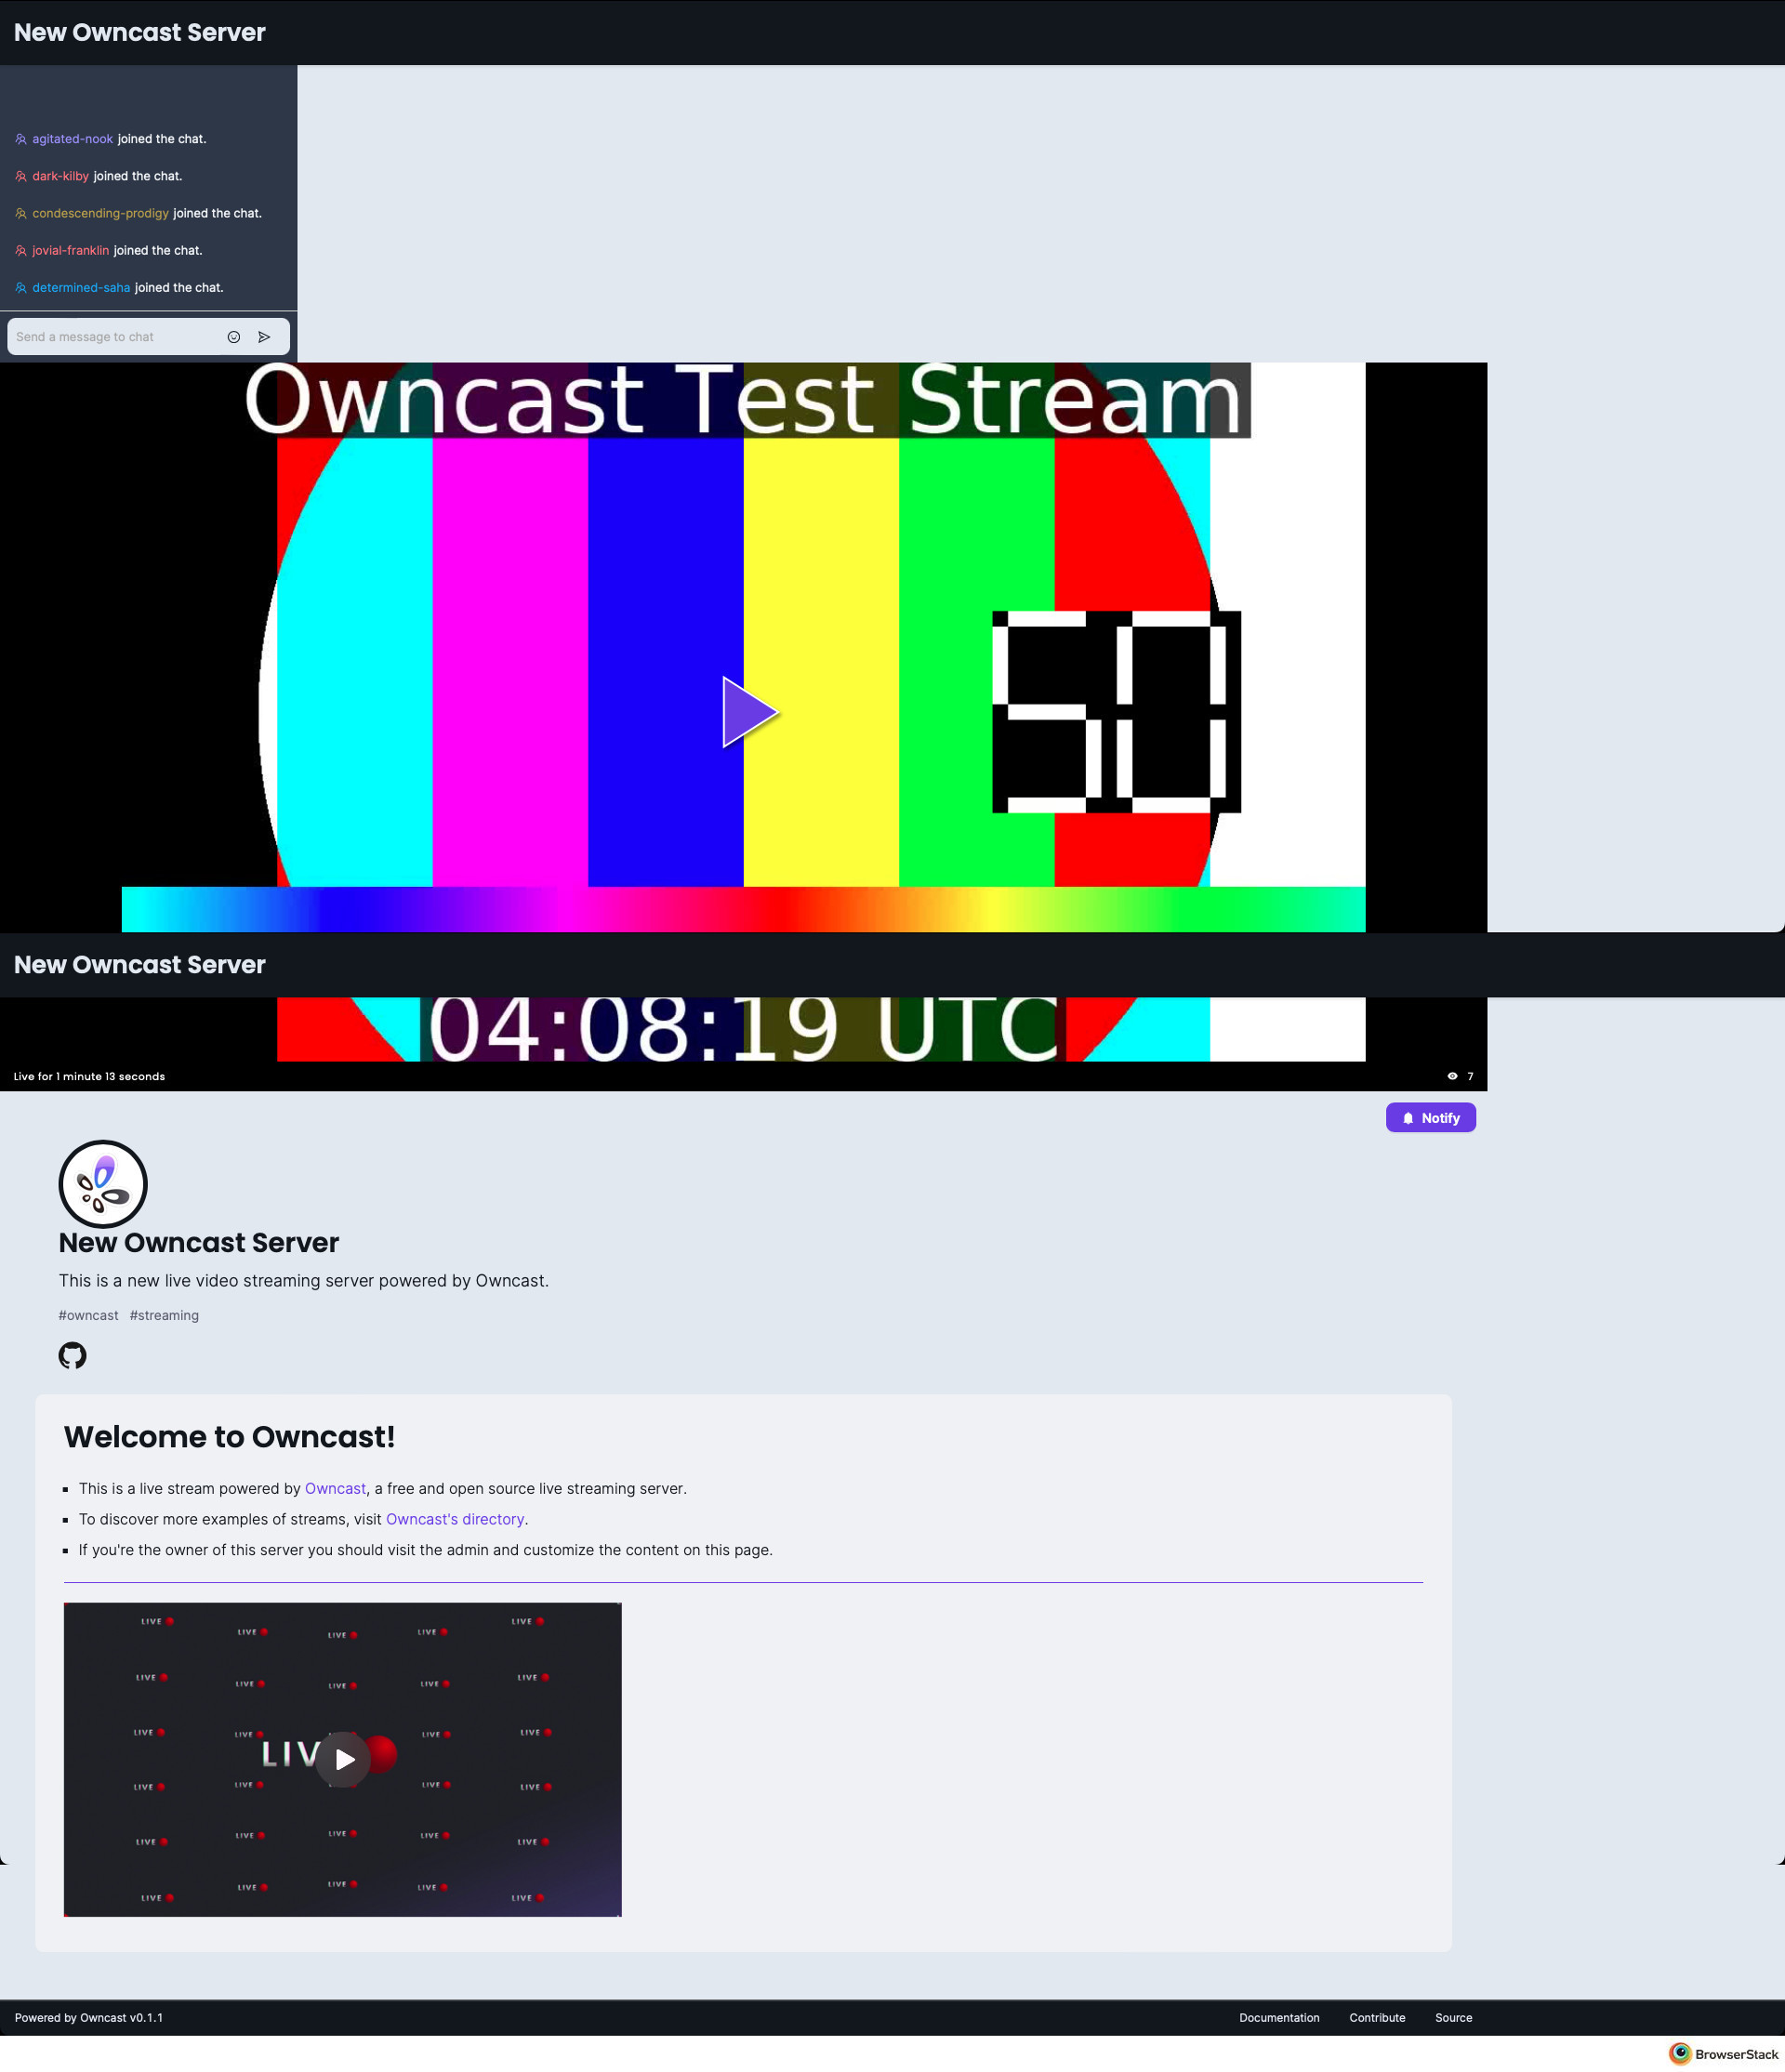 New Owncast Server
agitated-nook joined the chat.
dark-kilby joined the chat.
condescending-prodigy joined the chat.
jovial-franklin joined the chat.
determined-saha joined the chat.
Send a message to chat
Owncast Test Stream
50
New Owncast Server
04:08:19 UTC
Live for 1 minute 13 seconds
7
Notify
New Owncast Server
This is a new live video streaming server powered by Owncast.
#owncast #streaming
Welcome to Owncast!
This is a live stream powered by Owncast, a free and open source live streaming server.
To discover more examples of streams, visit Owncast's directory.
If you're the owner of this server you should visit the admin and customize the content on this page.
LIVE LIVE LIVE LIVE LIVE
LIVE LIVE LIVE LIVE LIVE
LIVE LIVE LIVE LIVE
LIV
LIVE LIVE LIVE LIVE
LIVE LIVE LIVE LIVE LIVE
LIVE LIVE LIVE LIVE LIVE
Powered by Owncast v0.1.1
Documentation Contribute Source
BrowserStack